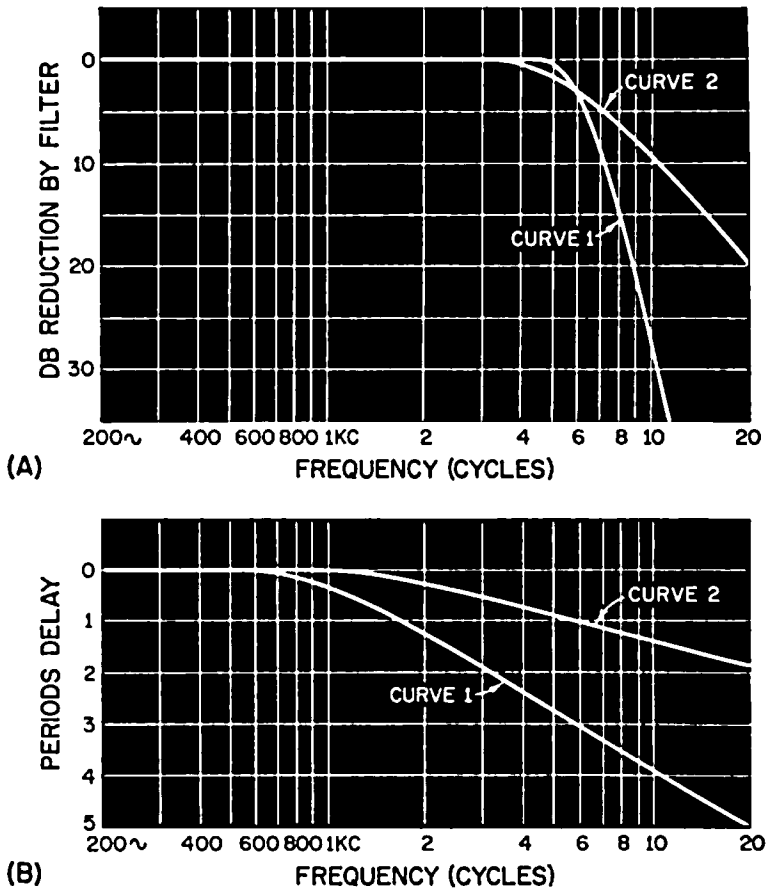 DB REDUCTION BY FILTER
0
10
20
30
CURVE 2
CURVE 1
200~ 400 600 800 1KC 2 4 6 8 10 20
(A)
FREQUENCY (CYCLES)
PERIODS DELAY
0
1
2
3
4
5
CURVE 2
CURVE 1
200~ 400 600 800 1KC 2 4 6 8 10 20
(B)
FREQUENCY (CYCLES)